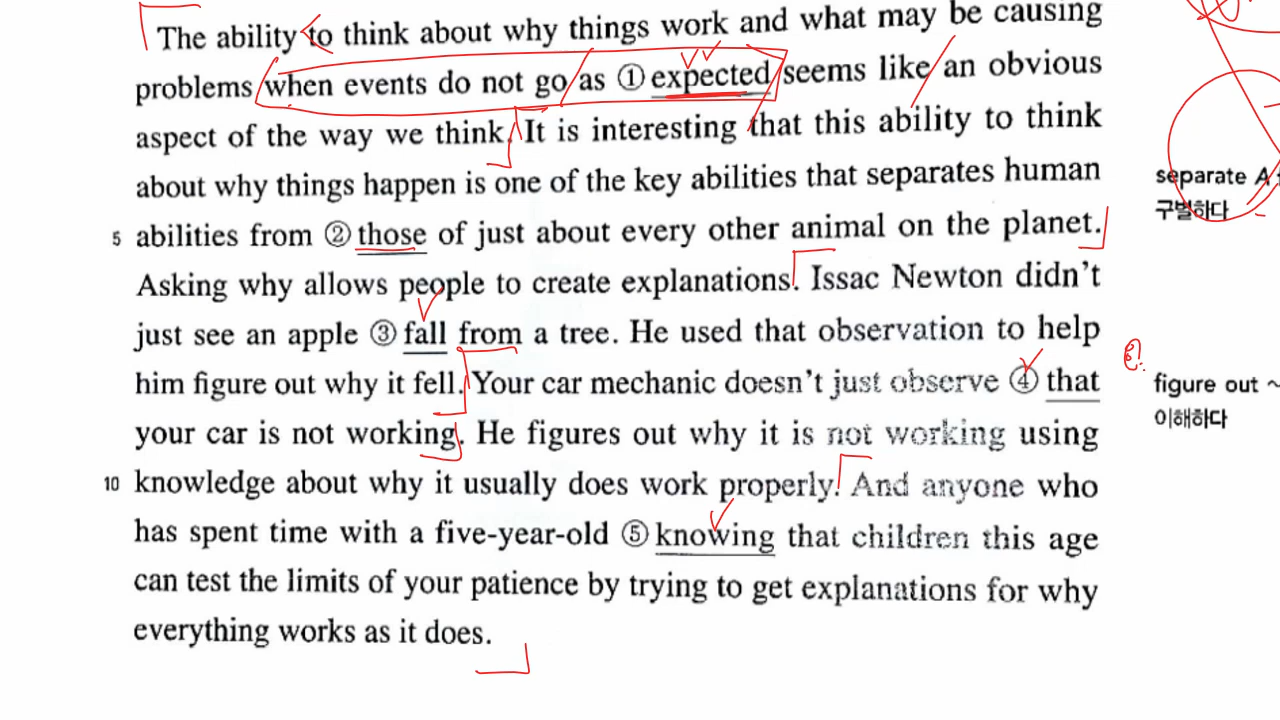 The ability to think about why things work and what may be causing
problems when events do not go as ① expected seems like an obvious
aspect of the way we think. It is interesting that this ability to think
about why things happen is one of the key abilities that separates human
separate A
5 abilities from ② those of just about every other animal on the planet.
구별하다
Asking why allows people to create explanations. Issac Newton didn't
just see an apple ③ fall from a tree. He used that observation to help
him figure out why it fell. Your car mechanic doesn't just observe ④ that
figure out ~
이해하다
your car is not working. He figures out why it is not working using
10 knowledge about why it usually does work properly. And anyone who
has spent time with a five-year-old ⑤ knowing that children this age
can test the limits of your patience by trying to get explanations for why
everything works as it does.